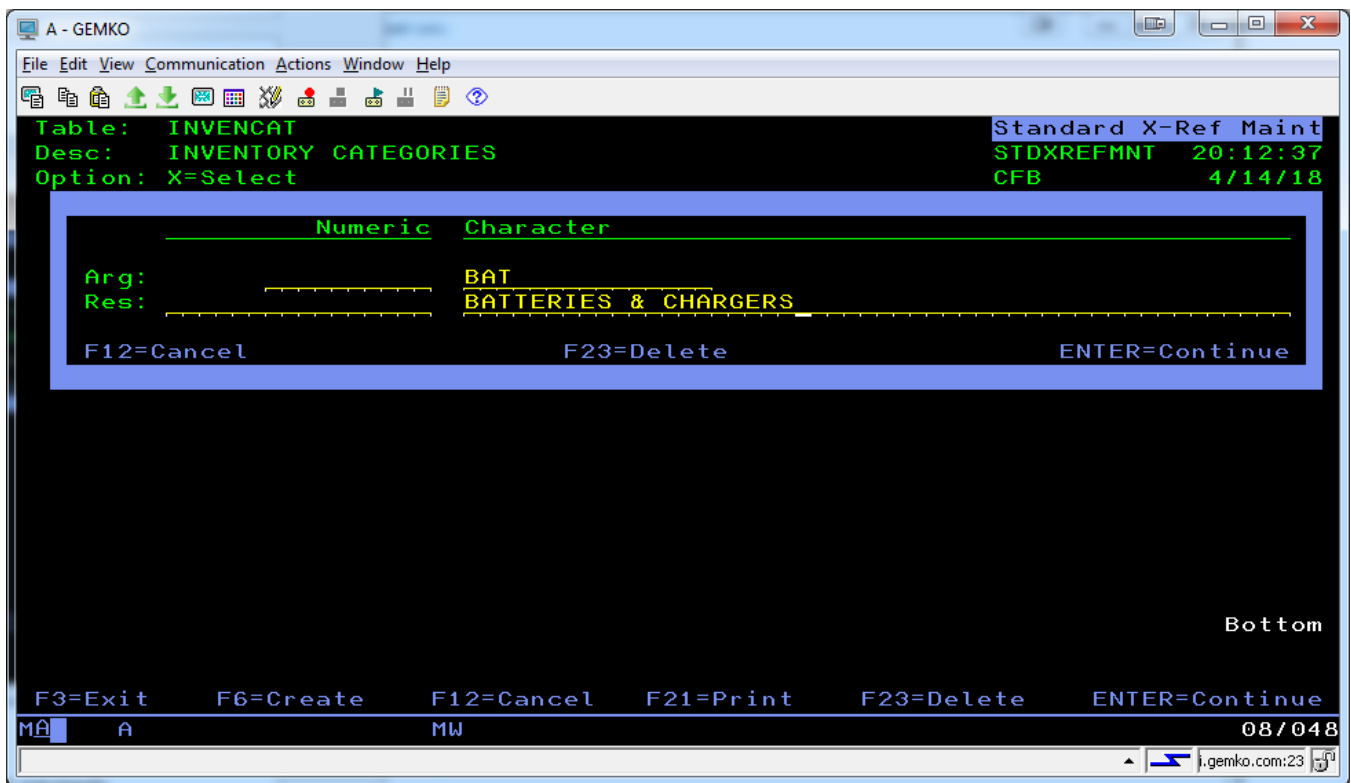 A - GEMKO
File Edit View Communication Actions Window Help
Table: INVENCAT Standard X-Ref Maint
Desc: INVENTORY CATEGORIES STDXREFMNT 20:12:37
Option: X=Select CFB 4/14/18
Numeric Character
Arg: BAT
Res: BATTERIES & CHARGERS
F12=Cancel F23=Delete ENTER=Continue
Bottom
F3=Exit F6=Create F12=Cancel F21=Print F23=Delete ENTER=Continue
MA A MW 08/048
i.gemko.com:23